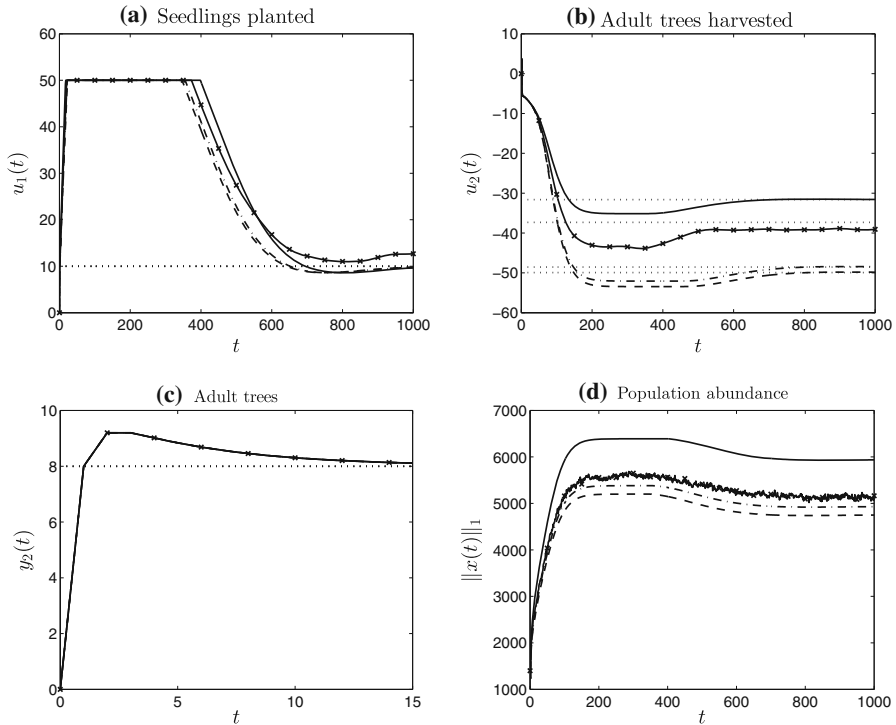 (a) Seedlings planted
60
50
40
30
20
10
0
u₁(t)
0 200 400 600 800 1000
t
(b) Adult trees harvested
10
0
−10
−20
−30
−40
−50
−60
u₂(t)
0 200 400 600 800 1000
t
(c) Adult trees
10
8
6
4
2
0
y₂(t)
0 5 10 15
t
(d) Population abundance
7000
6000
5000
4000
3000
2000
1000
‖x(t)‖₁
0 200 400 600 800 1000
t